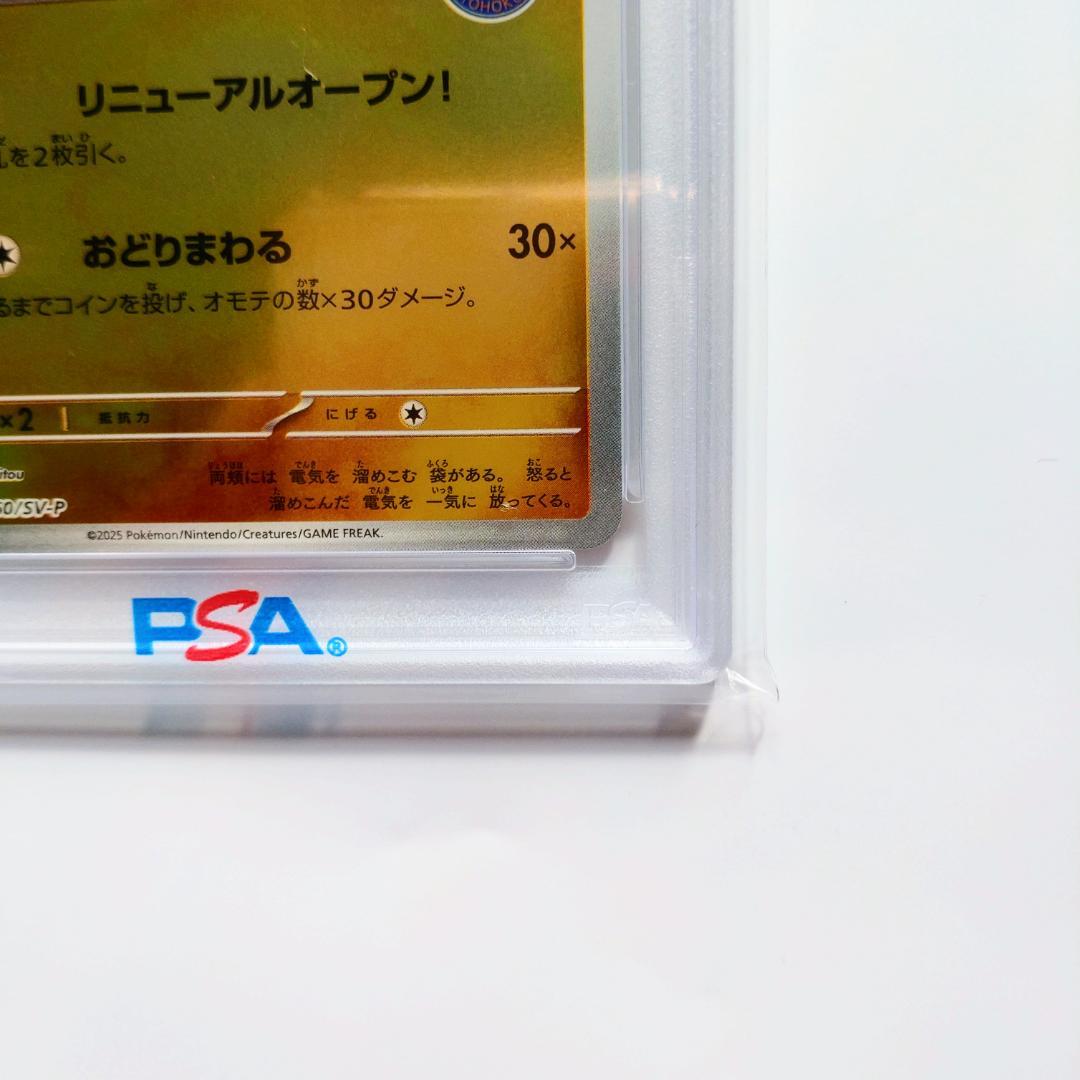 TOHOKU
リニューアルオープン!
を2枚引く。
おどりまわる 30×
るまでコインを投げ、オモテの数×30ダメージ。
×2 抵抗力 にげる
両頬には 電気を 溜めこむ 袋がある。 怒ると
溜めこんだ 電気を 一気に 放ってくる。
itou
0/SV-P
©2025 Pokémon/Nintendo/Creatures/GAME FREAK.
PSA®
PSA